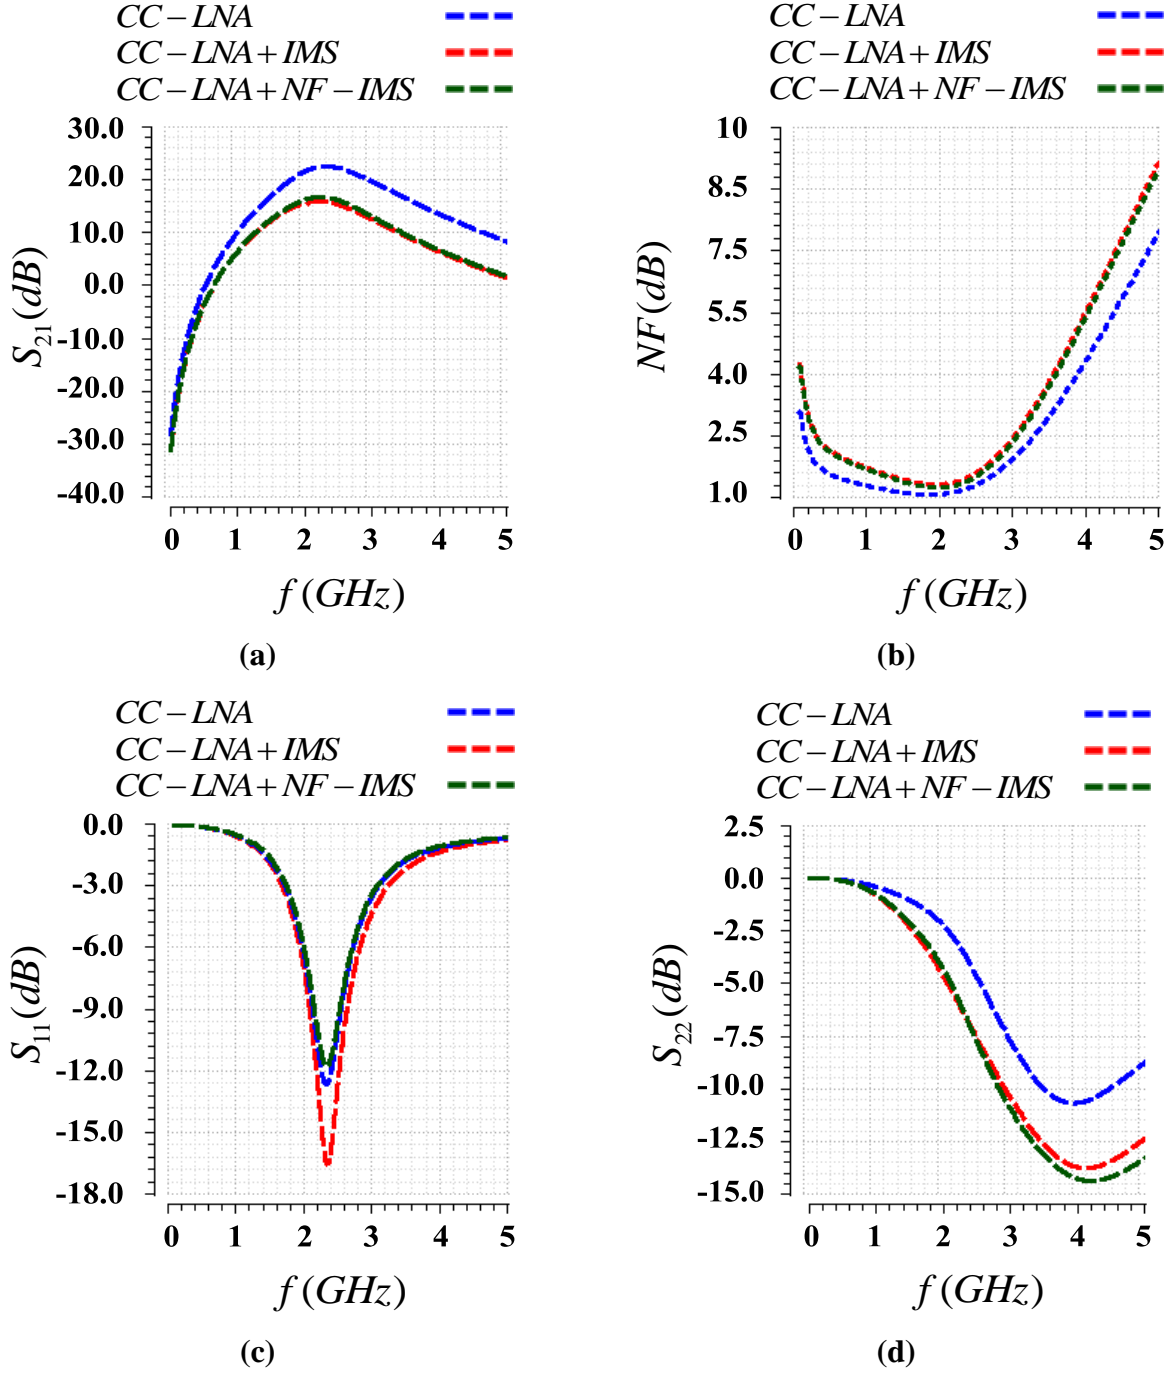 CC-LNA
CC-LNA+IMS
CC-LNA+NF-IMS
30.0
20.0
10.0
0.0
-10.0
-20.0
-30.0
-40.0
S21(dB)
0 1 2 3 4 5
f (GHz)
(a)
CC-LNA
CC-LNA+IMS
CC-LNA+NF-IMS
10
8.5
7.5
5.5
4.0
2.5
1.0
NF(dB)
0 1 2 3 4 5
f (GHz)
(b)
CC-LNA
CC-LNA+IMS
CC-LNA+NF-IMS
0.0
-3.0
-6.0
-9.0
-12.0
-15.0
-18.0
S11(dB)
0 1 2 3 4 5
f (GHz)
(c)
CC-LNA
CC-LNA+IMS
CC-LNA+NF-IMS
2.5
0.0
-2.5
-5.0
-7.5
-10.0
-12.5
-15.0
S22(dB)
0 1 2 3 4 5
f (GHz)
(d)